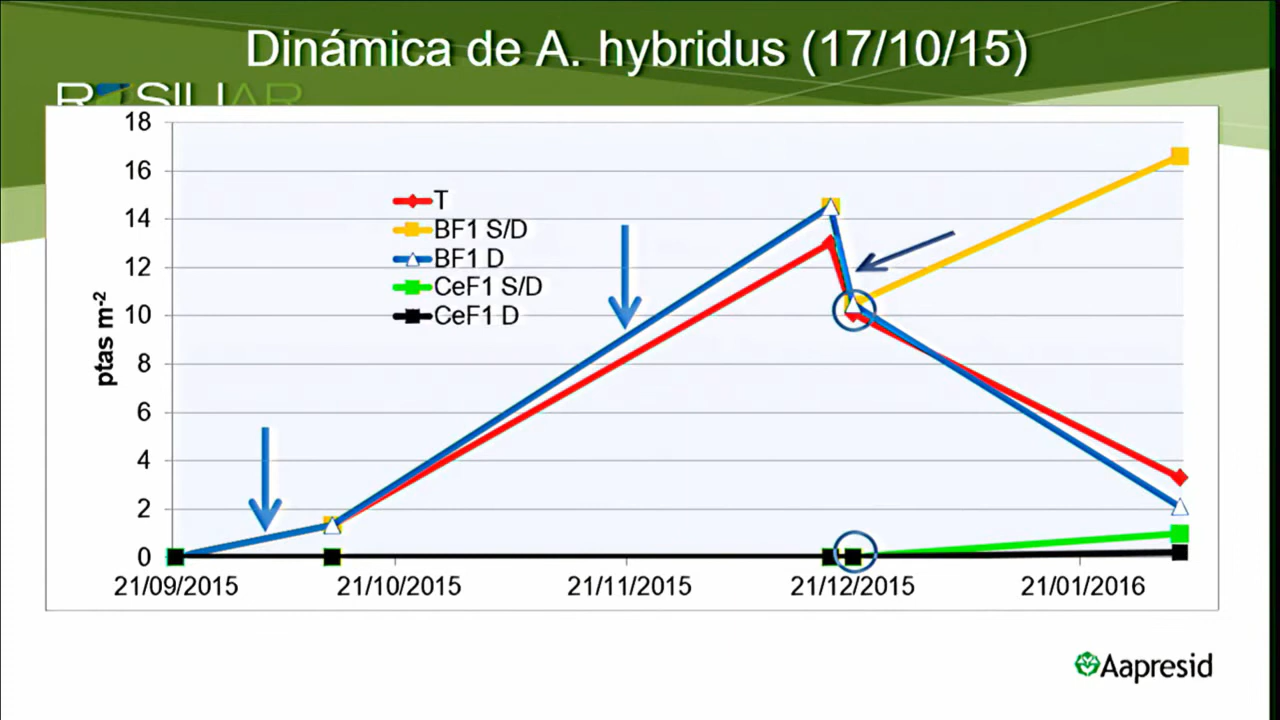 Dinámica de A. hybridus (17/10/15)
18
16
14
12
10
8
6
4
2
0
ptas m-2
T
BF1 S/D
BF1 D
CeF1 S/D
CeF1 D
21/09/2015
21/10/2015
21/11/2015
21/12/2015
21/01/2016
Aapresid